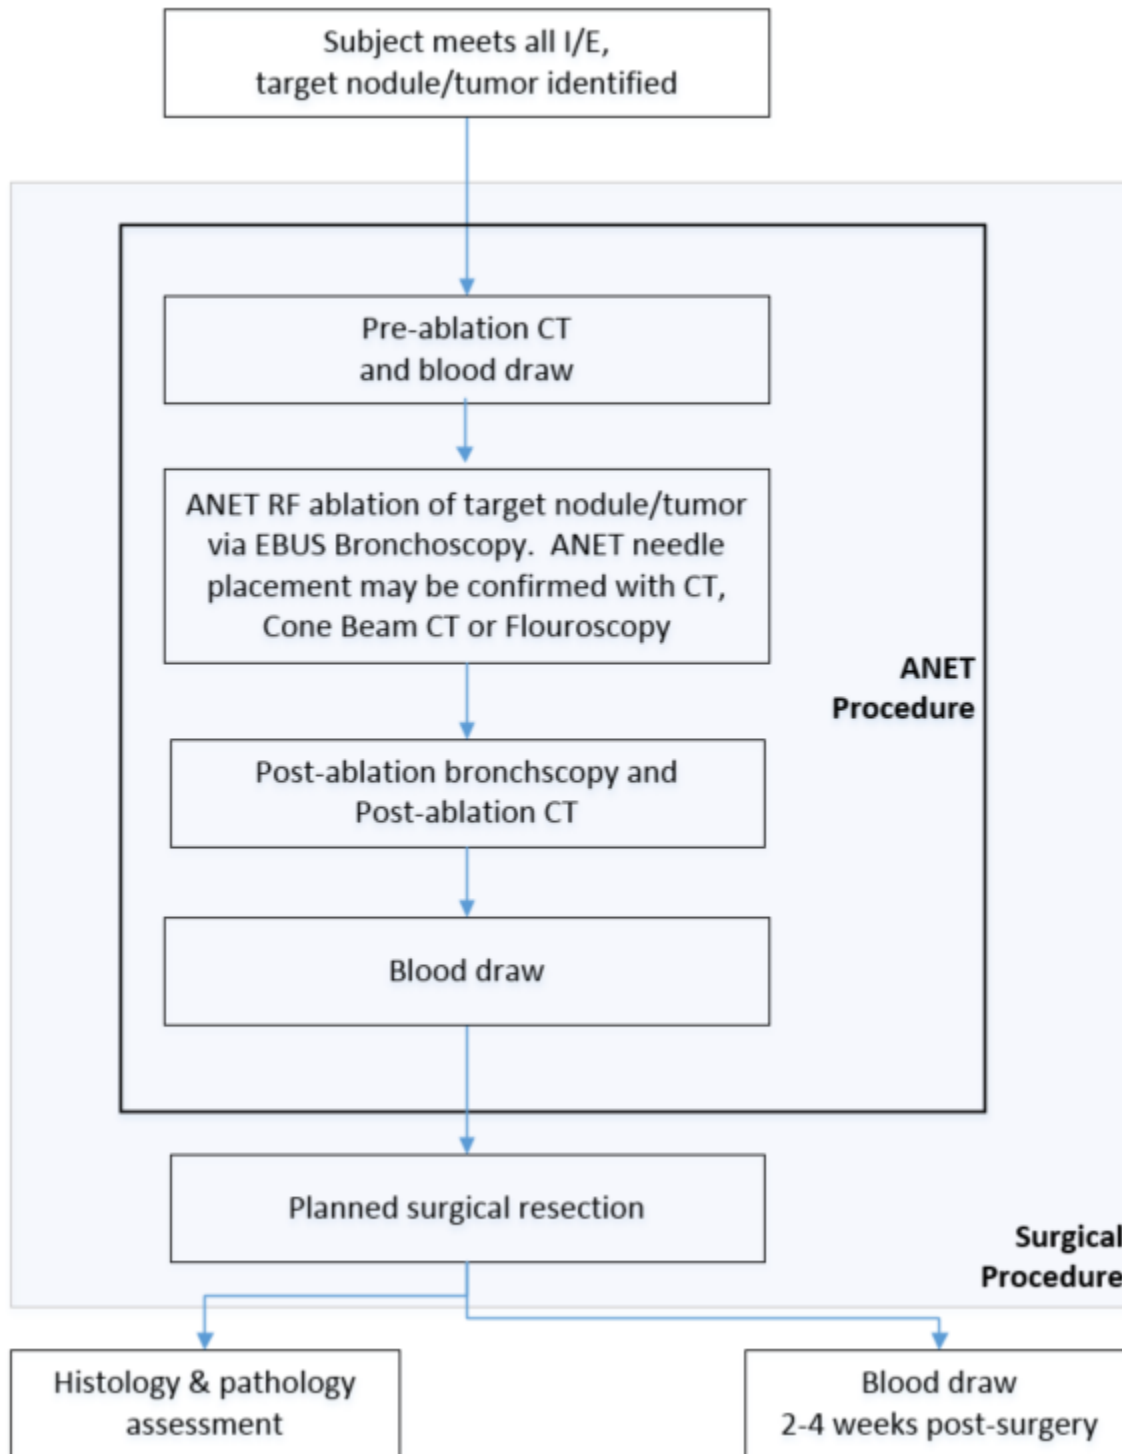 Subject meets all I/E,
target nodule/tumor identified
Pre-ablation CT
and blood draw
ANET RF ablation of target nodule/tumor
via EBUS Bronchoscopy.  ANET needle
placement may be confirmed with CT,
Cone Beam CT or Flouroscopy
ANET
Procedure
Post-ablation bronchscopy and
Post-ablation CT
Blood draw
Planned surgical resection
Surgical
Procedure
Histology & pathology
assessment
Blood draw
2-4 weeks post-surgery